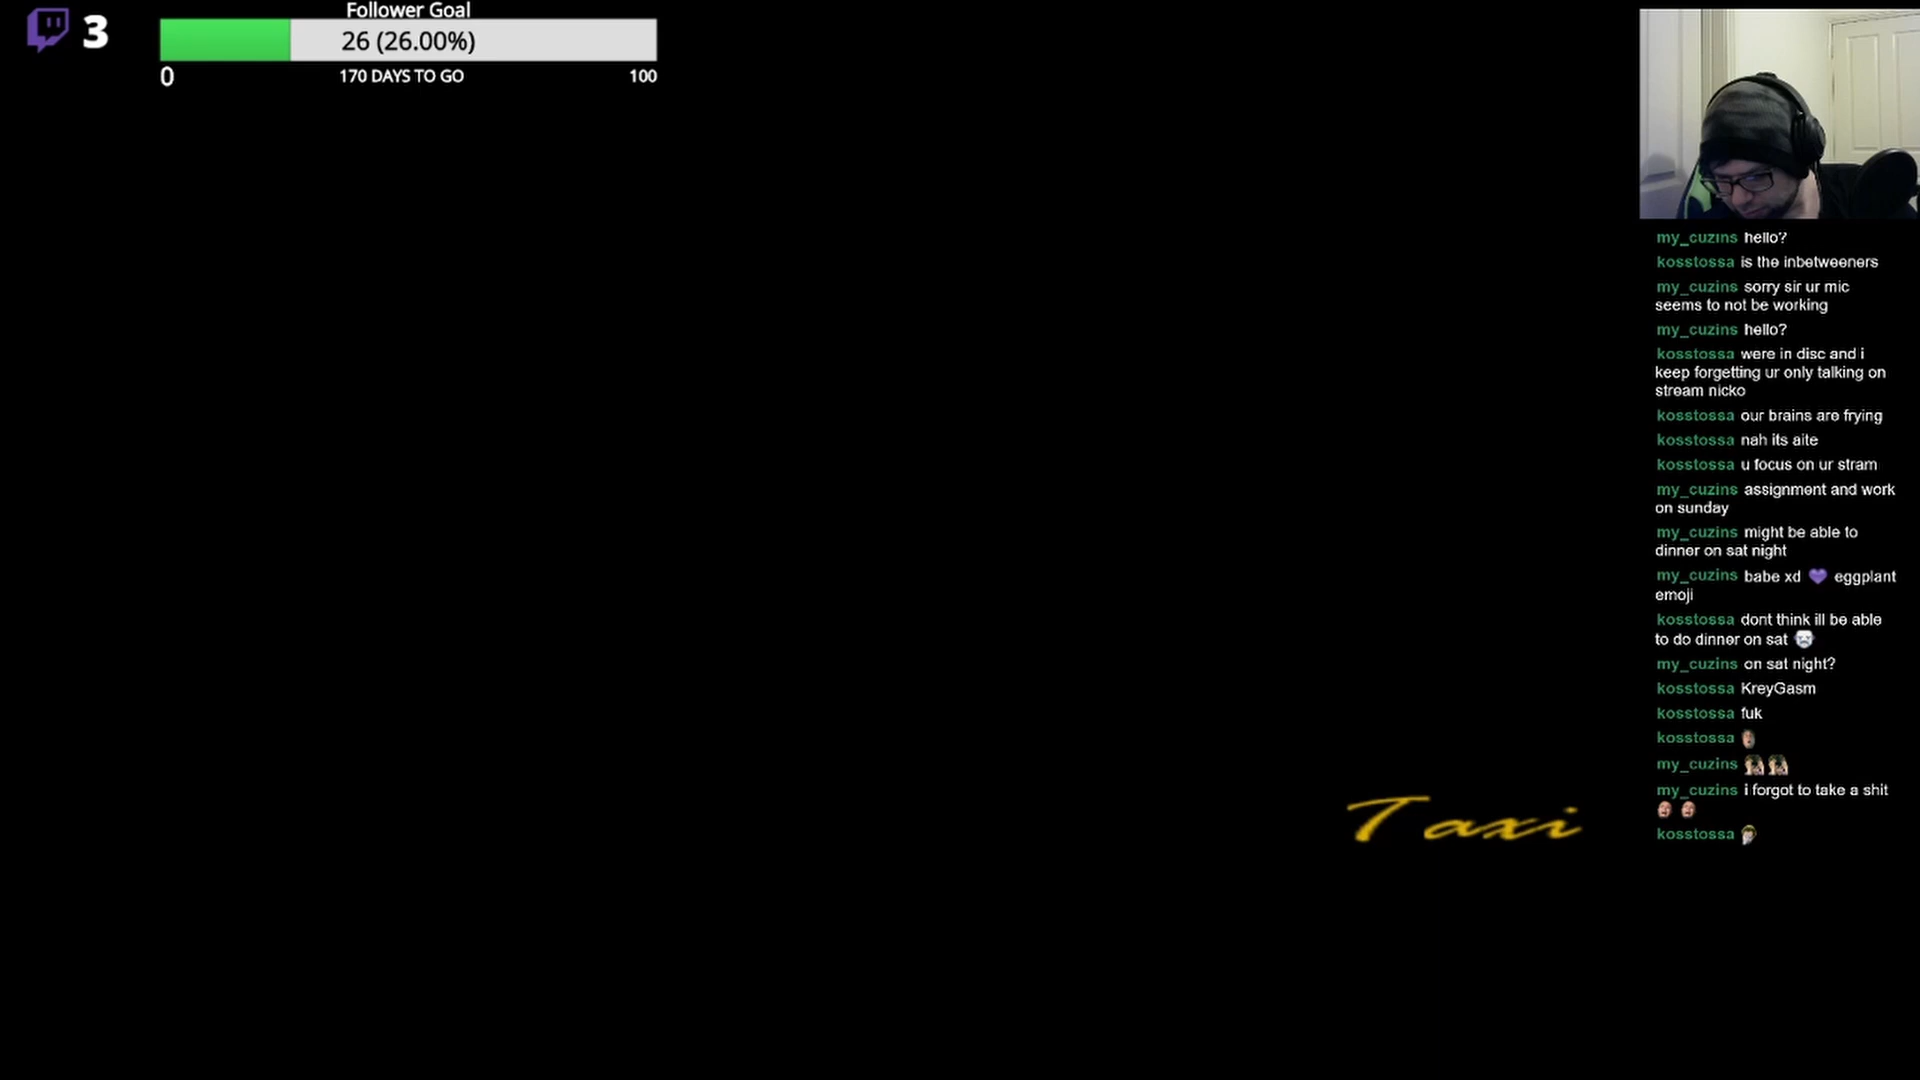 3
Follower Goal
26 (26.00%)
0
170 DAYS TO GO
100
my_cuzins hello?
kosstossa is the inbetweeners
my_cuzins sorry sir ur mic
seems to not be working
my_cuzins hello?
kosstossa were in disc and i
keep forgetting ur only talking on
stream nicko
kosstossa our brains are frying
kosstossa nah its aite
kosstossa u focus on ur stram
my_cuzins assignment and work
on sunday
my_cuzins might be able to
dinner on sat night
my_cuzins babe xd 💜 eggplant
emoji
kosstossa dont think ill be able
to do dinner on sat
my_cuzins on sat night?
kosstossa KreyGasm
kosstossa fuk
kosstossa
my_cuzins
my_cuzins i forgot to take a shit
kosstossa
Taxi